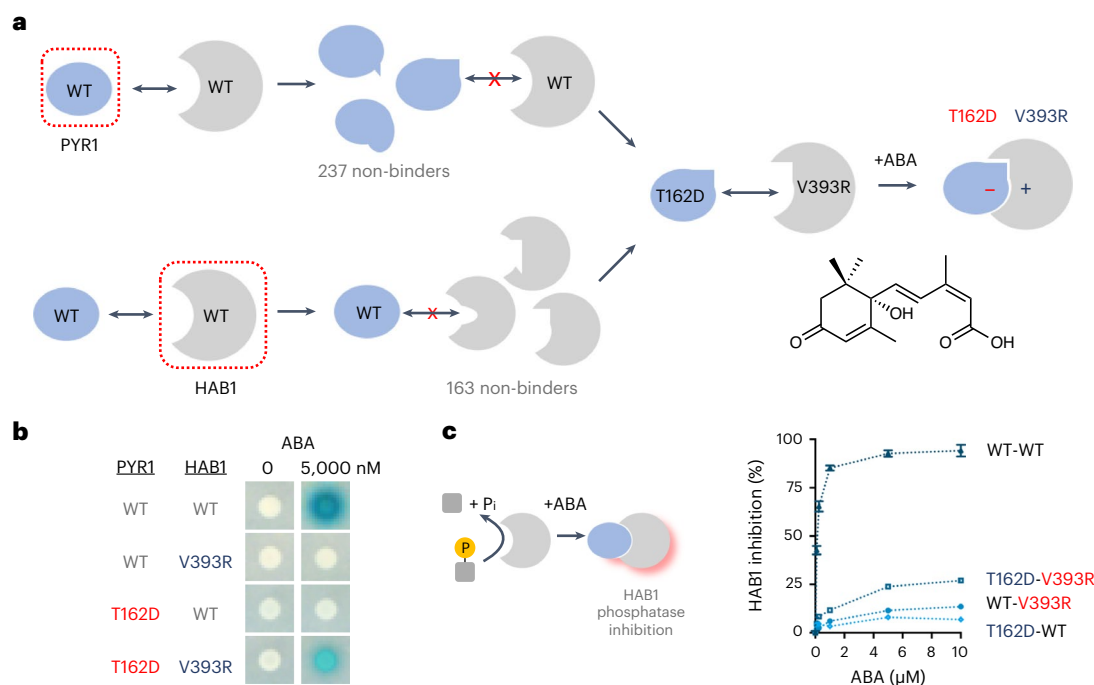 a
WT
WT
PYR1
X
WT
237 non-binders
WT
WT
HAB1
WT
X
163 non-binders
T162D
V393R
+ABA
T162D V393R
− +
O
OH
O
OH
b
ABA
PYR1 HAB1 0 5,000 nM
WT WT
WT V393R
T162D WT
T162D V393R
c
+ Pi
P
+ABA
HAB1
phosphatase
inhibition
HAB1 inhibition (%)
100
75
50
25
0
0 2 4 6 8 10
ABA (µM)
WT-WT
T162D-V393R
WT-V393R
T162D-WT